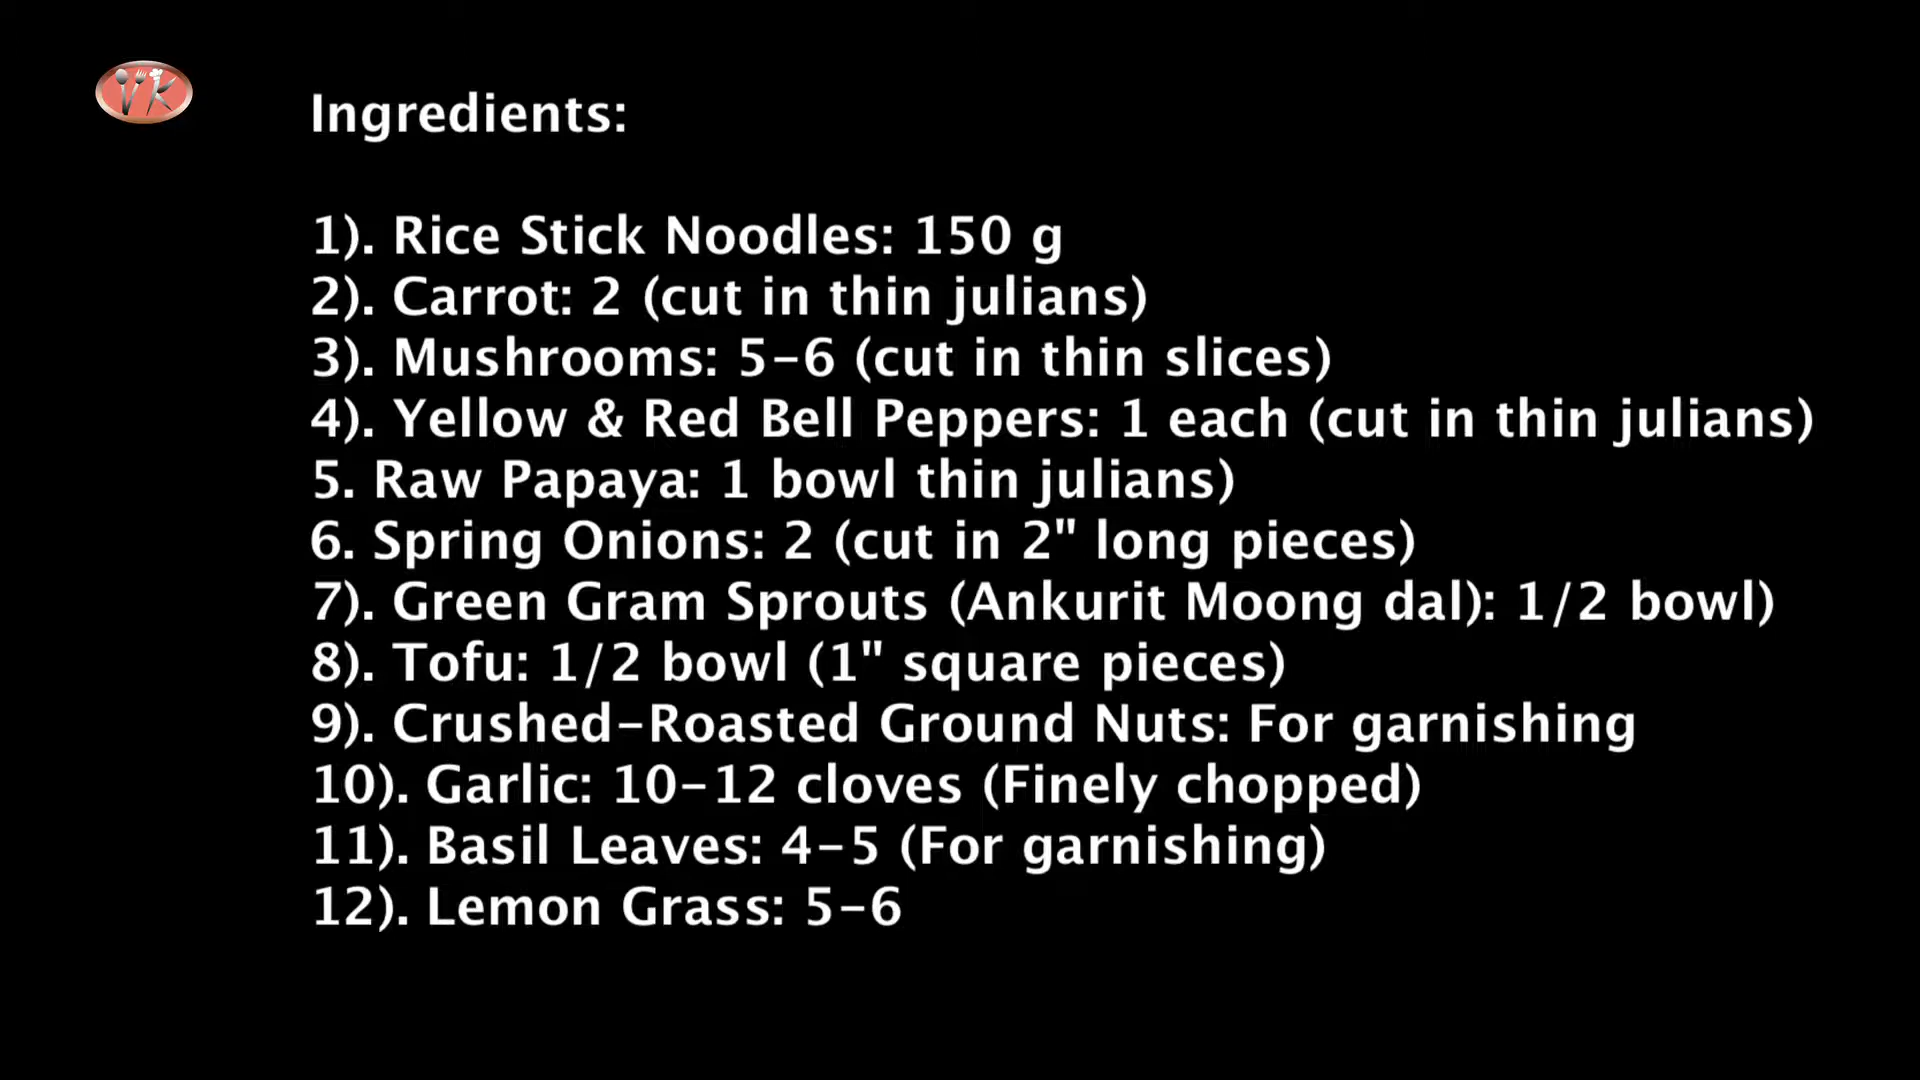 VK
Ingredients:
1). Rice Stick Noodles: 150 g
2). Carrot: 2 (cut in thin julians)
3). Mushrooms: 5-6 (cut in thin slices)
4). Yellow & Red Bell Peppers: 1 each (cut in thin julians)
5. Raw Papaya: 1 bowl thin julians)
6. Spring Onions: 2 (cut in 2" long pieces)
7). Green Gram Sprouts (Ankurit Moong dal): 1/2 bowl)
8). Tofu: 1/2 bowl (1" square pieces)
9). Crushed-Roasted Ground Nuts: For garnishing
10). Garlic: 10-12 cloves (Finely chopped)
11). Basil Leaves: 4-5 (For garnishing)
12). Lemon Grass: 5-6